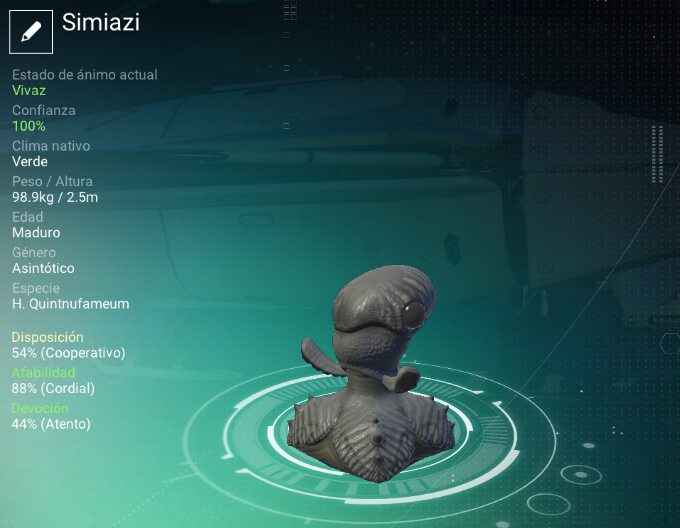 Simiazi
Estado de ánimo actual
Vivaz
Confianza
100%
Clima nativo
Verde
Peso / Altura
98.9kg / 2.5m
Edad
Maduro
Género
Asintótico
Especie
H. Quintnufameum
Disposición
54% (Cooperativo)
Afabilidad
88% (Cordial)
Devoción
44% (Atento)